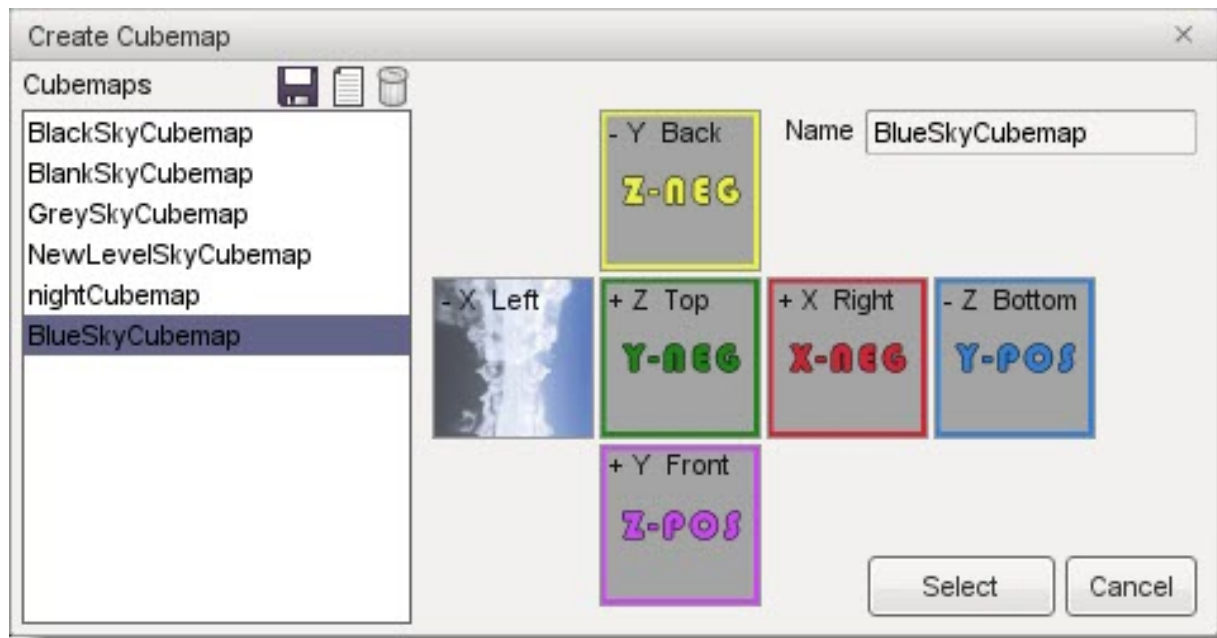 Create Cubemap
Cubemaps
BlackSkyCubemap
BlankSkyCubemap
GreySkyCubemap
NewLevelSkyCubemap
nightCubemap
BlueSkyCubemap
- Y Back
Z-NEG
Name BlueSkyCubemap
- X Left
+ Z Top
Y-NEG
+ X Right
X-NEG
- Z Bottom
Y-POS
+ Y Front
Z-POS
Select
Cancel